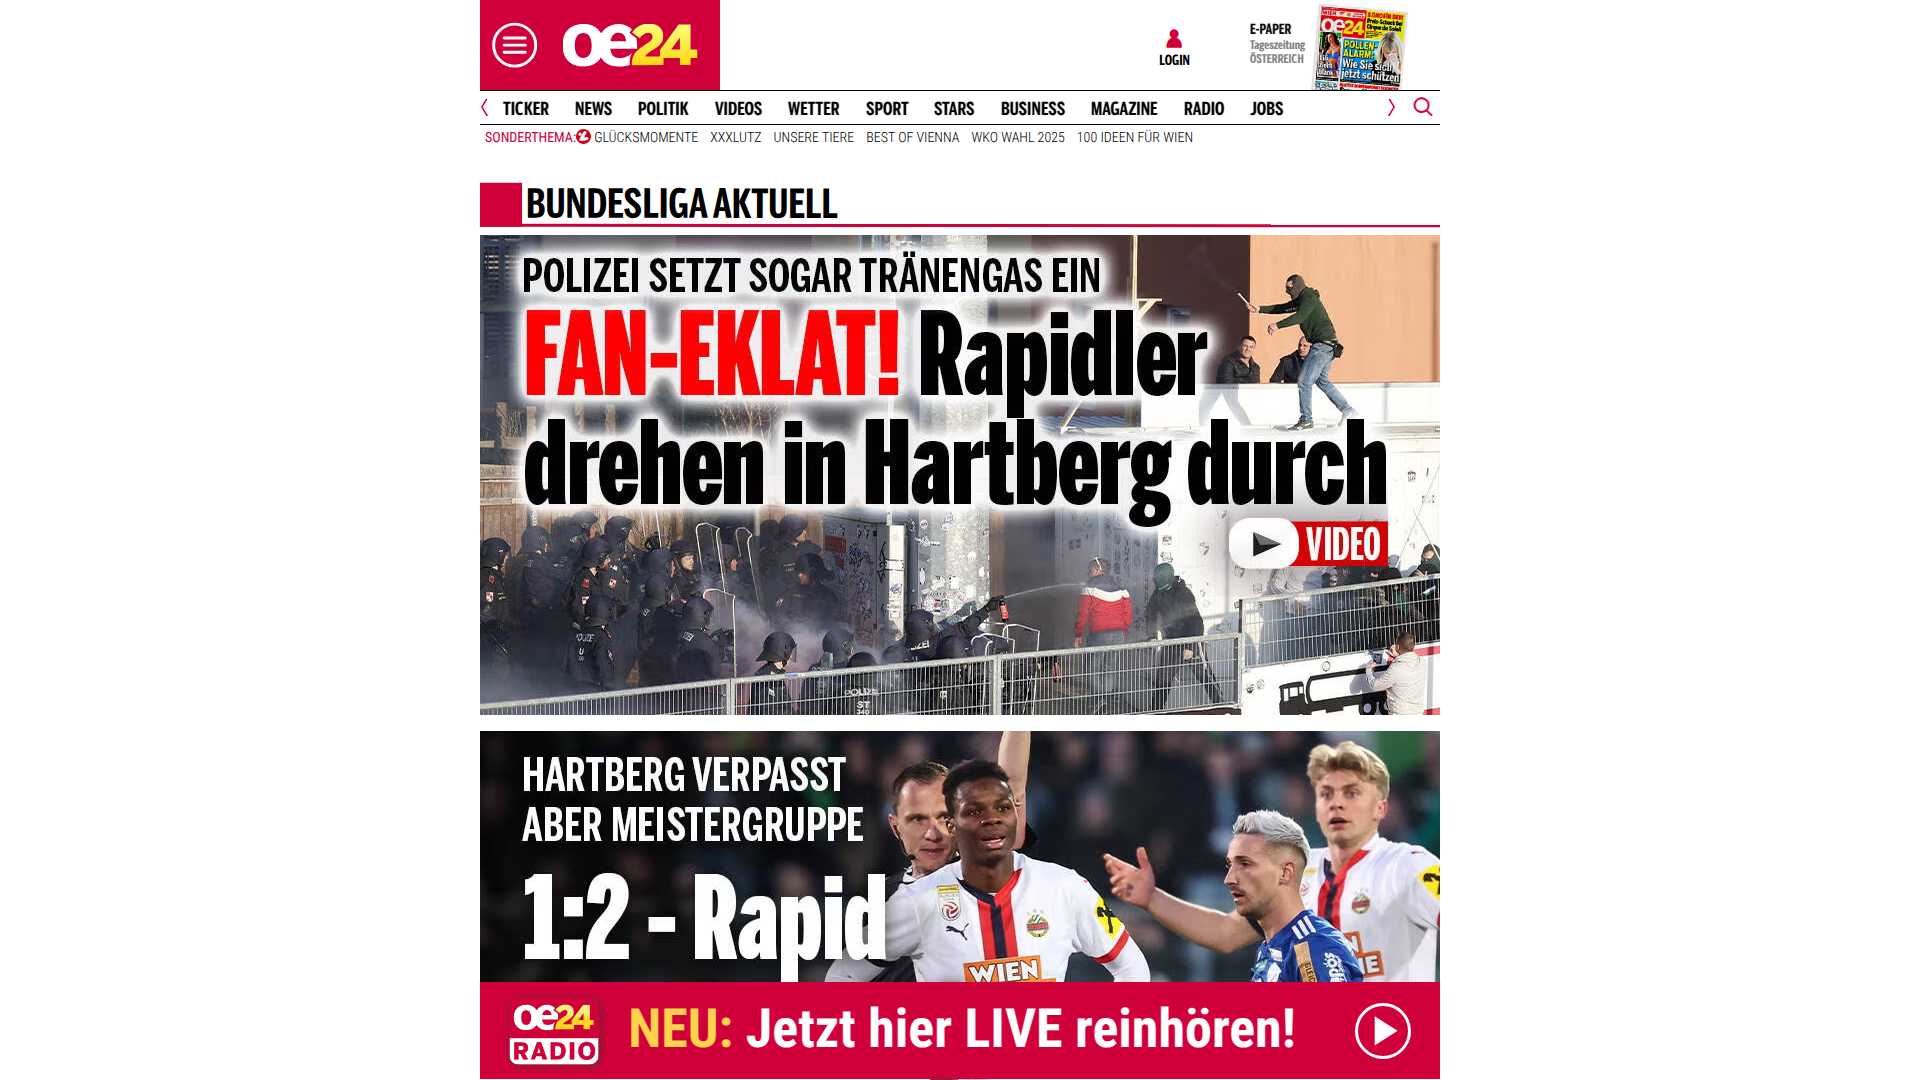 oe24
LOGIN
E-PAPER
Tageszeitung
ÖSTERREICH
oe24
POLLEN-
ALARM:
Wie Sie sich
jetzt schützen
TICKER NEWS POLITIK VIDEOS WETTER SPORT STARS BUSINESS MAGAZINE RADIO JOBS
SONDERTHEMA: GLÜCKSMOMENTE XXXLUTZ UNSERE TIERE BEST OF VIENNA WKO WAHL 2025 100 IDEEN FÜR WIEN
BUNDESLIGA AKTUELL
POLIZEI SETZT SOGAR TRÄNENGAS EIN
FAN-EKLAT! Rapidler
drehen in Hartberg durch
VIDEO
HARTBERG VERPASST
ABER MEISTERGRUPPE
1:2 - Rapid
WIEN
oe24
RADIO
NEU: Jetzt hier LIVE reinhören!